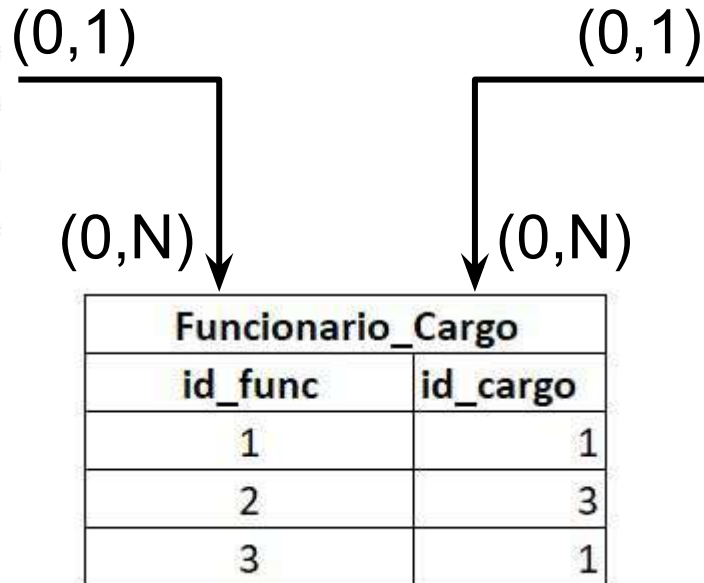 (0,1) (0,1)
(0,N) (0,N)
Funcionario_Cargo
id_func id_cargo
1 1
2 3
3 1